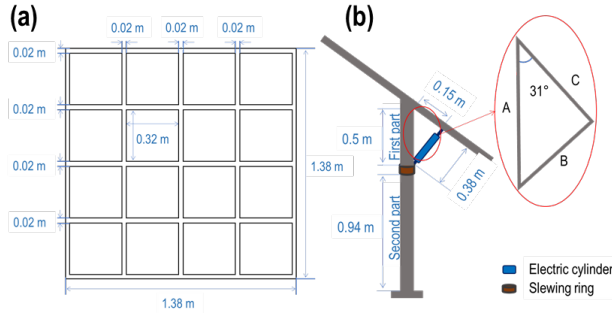 (a)
0.02 m 0.02 m 0.02 m
0.02 m
0.02 m
0.32 m
0.02 m
1.38 m
0.02 m
1.38 m
(b)
0.15 m
0.5 m
First part
0.38 m
0.94 m
Second part
31°
A
C
B
Electric cylinder
Slewing ring